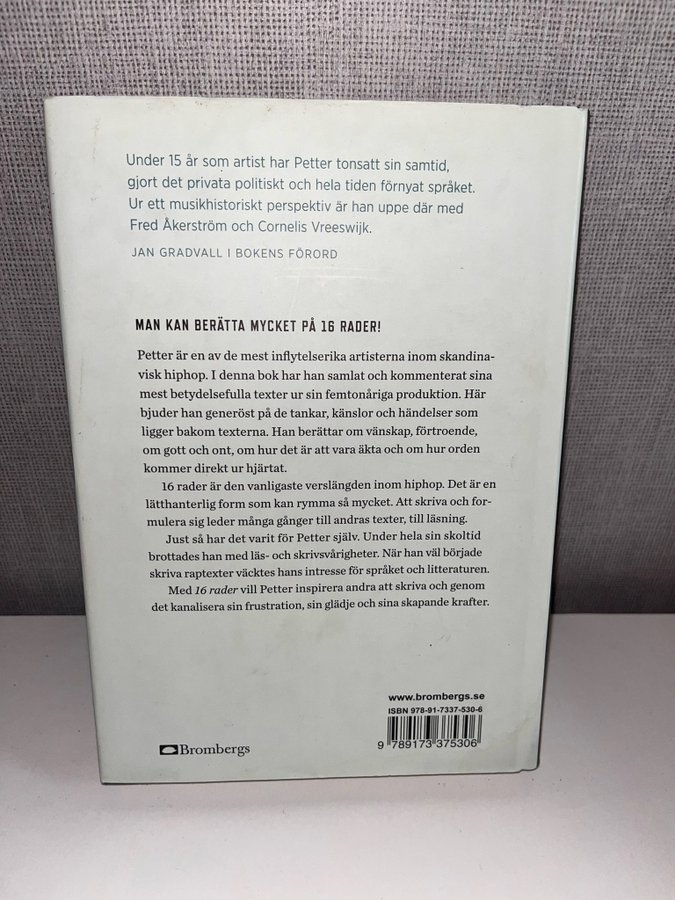 Under 15 år som artist har Petter tonsatt sin samtid,
gjort det privata politiskt och hela tiden förnyat språket.
Ur ett musikhistoriskt perspektiv är han uppe där med
Fred Åkerström och Cornelis Vreeswijk.
JAN GRADVALL I BOKENS FÖRORD
MAN KAN BERÄTTA MYCKET PÅ 16 RADER!
Petter är en av de mest inflytelserika artisterna inom skandina-
visk hiphop. I denna bok har han samlat och kommenterat sina
mest betydelsefulla texter ur sin femtonåriga produktion. Här
bjuder han generöst på de tankar, känslor och händelser som
ligger bakom texterna. Han berättar om vänskap, förtroende,
om gott och ont, om hur det är att vara äkta och om hur orden
kommer direkt ur hjärtat.
16 rader är den vanligaste verslängden inom hiphop. Det är en
lätthanterlig form som kan rymma så mycket. Att skriva och for-
mulera sig leder många gånger till andras texter, till läsning.
Just så har det varit för Petter själv. Under hela sin skoltid
brottades han med läs- och skrivsvårigheter. När han väl började
skriva raptexter väcktes hans intresse för språket och litteraturen.
Med 16 rader vill Petter inspirera andra att skriva och genom
det kanalisera sin frustration, sin glädje och sina skapande krafter.
www.brombergs.se
ISBN 978-91-7337-530-6
9 789173 375306
Brombergs